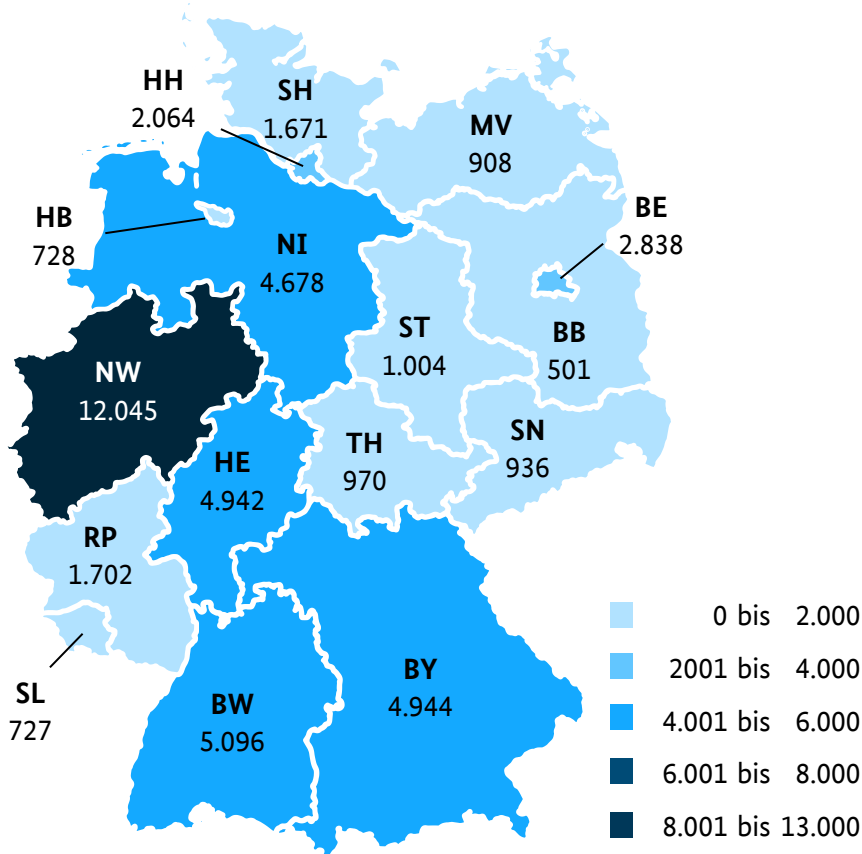 HH
2.064
SH
1.671
MV
908
HB
728
NI
4.678
BE
2.838
ST
1.004
BB
501
NW
12.045
HE
4.942
TH
970
SN
936
RP
1.702
SL
727
BW
5.096
BY
4.944
0 bis 2.000
2001 bis 4.000
4.001 bis 6.000
6.001 bis 8.000
8.001 bis 13.000